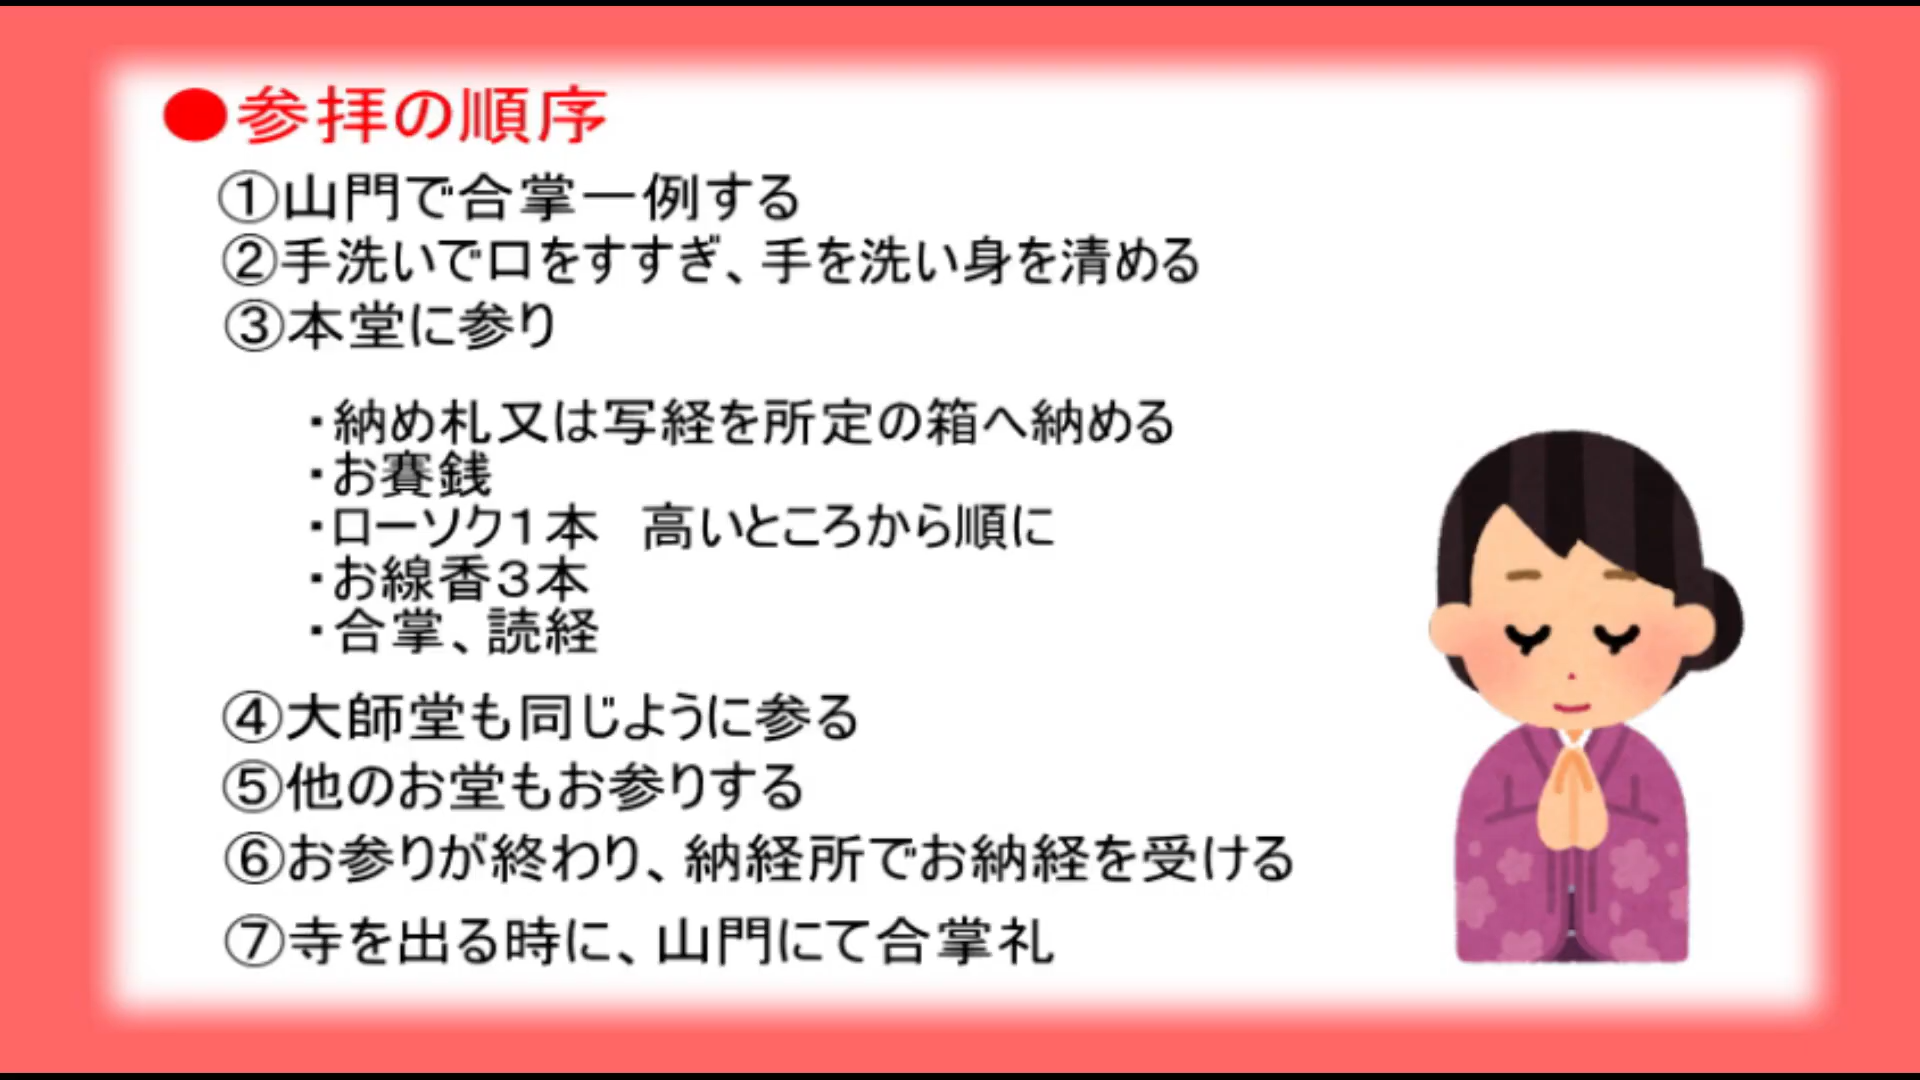 ●参拝の順序
①山門で合掌一例する
②手洗いで口をすすぎ、手を洗い身を清める
③本堂に参り
・納め札又は写経を所定の箱へ納める
・お賽銭
・ローソク1本　高いところから順に
・お線香3本
・合掌、読経
④大師堂も同じように参る
⑤他のお堂もお参りする
⑥お参りが終わり、納経所でお納経を受ける
⑦寺を出る時に、山門にて合掌礼